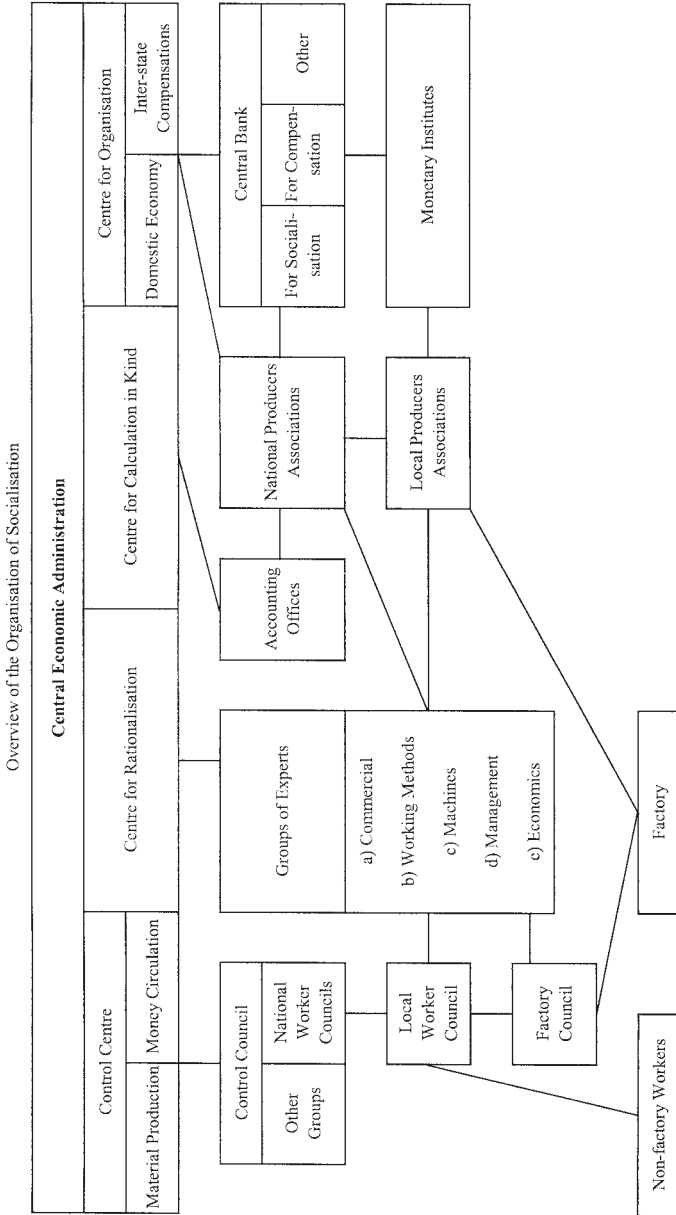 Overview of the Organisation of Socialisation
Central Economic Administration
Control Centre
Centre for Rationalisation
Centre for Calculation in Kind
Centre for Organisation
Material Production
Money Circulation
Domestic Economy
Inter-state
Compensations
Control Council
Other
Groups
National
Worker
Councils
Groups of Experts
a) Commercial
b) Working Methods
c) Machines
d) Management
e) Economics
Accounting
Offices
National Producers
Associations
Central Bank
For Sociali-
sation
For Compen-
sation
Other
Local
Worker
Council
Local Producers
Associations
Monetary Institutes
Factory
Council
Non-factory Workers
Factory